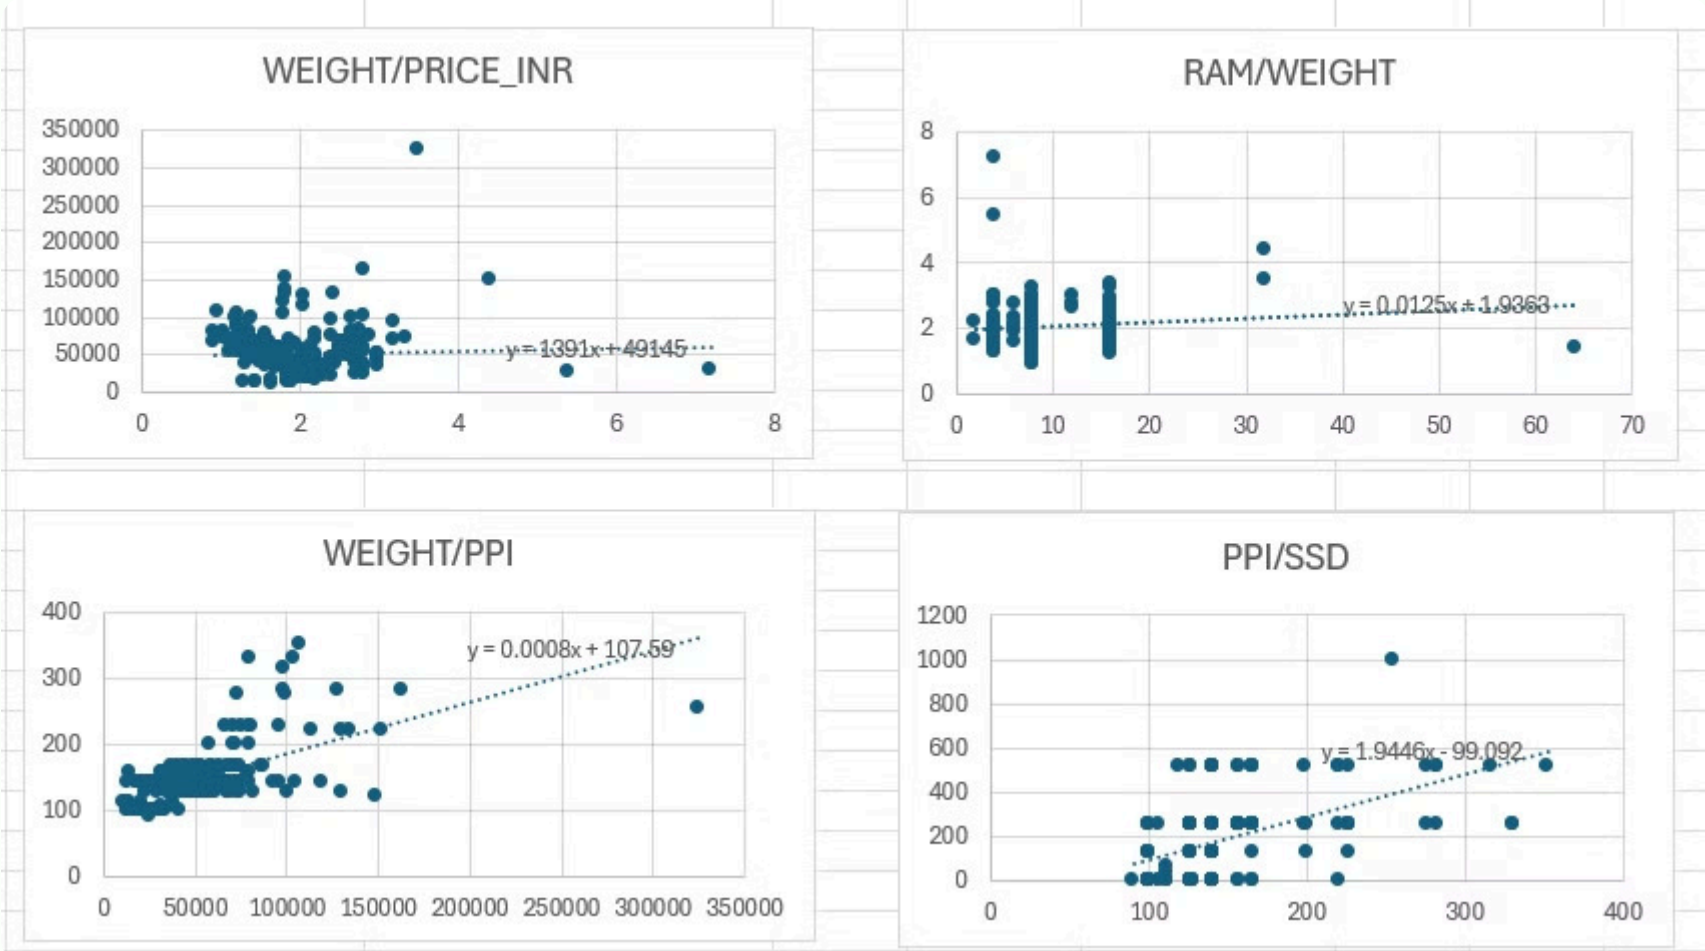 WEIGHT/PRICE_INR
350000
300000
250000
200000
150000
100000
50000
0
y = 1391x + 49145
0 2 4 6 8
RAM/WEIGHT
8
6
4
2
0
y = 0.0125x + 1.9363
0 10 20 30 40 50 60 70
WEIGHT/PPI
400
300
200
100
0
y = 0.0008x + 107.59
0 50000 100000 150000 200000 250000 300000 350000
PPI/SSD
1200
1000
800
600
400
200
0
y = 1.9446x - 99.092
0 100 200 300 400